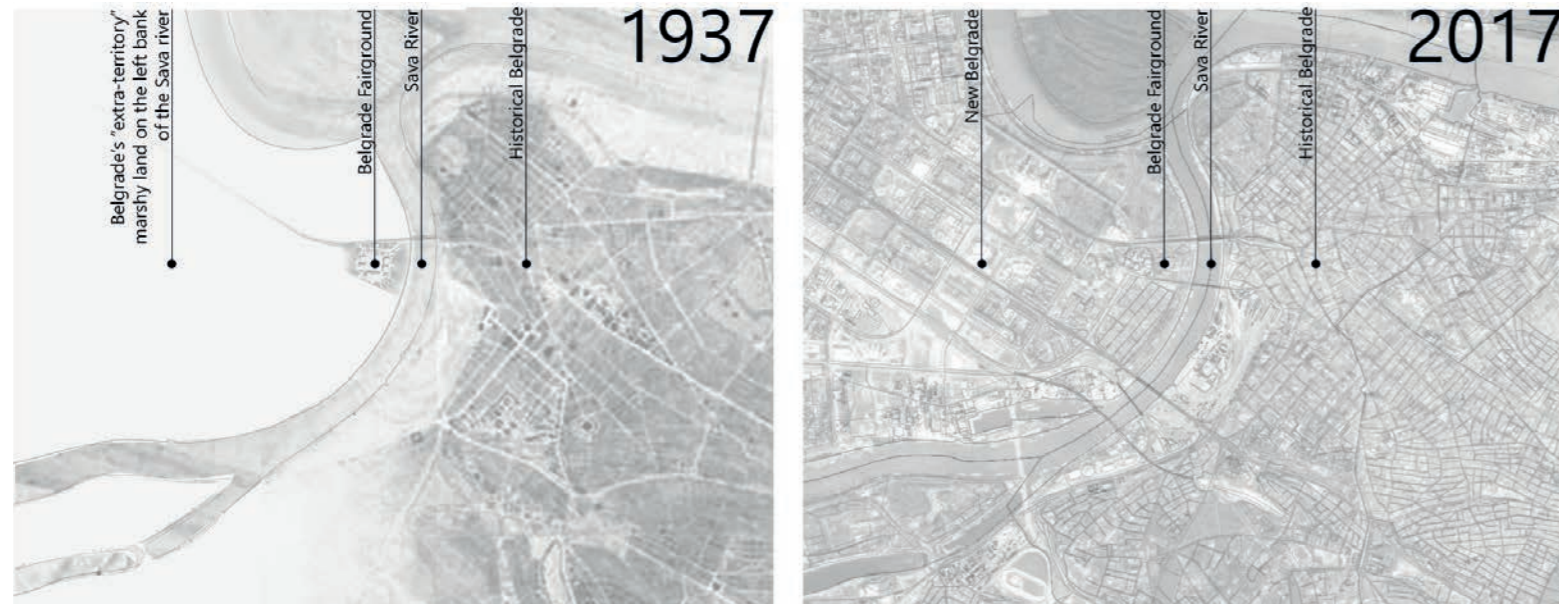 1937
Belgrade's "extra-territory"
marshy land on the left bank
of the Sava river
Belgrade Fairground
Sava River
Historical Belgrade
2017
New Belgrade
Belgrade Fairground
Sava River
Historical Belgrade